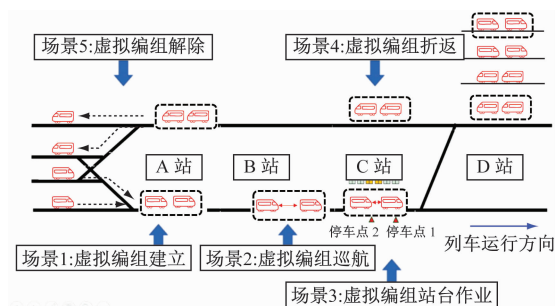 场景5:虚拟编组解除
场景4:虚拟编组折返
A 站
B 站
C 站
D 站
停车点 2
停车点 1
列车运行方向
场景1:虚拟编组建立
场景2:虚拟编组巡航
场景3:虚拟编组站台作业